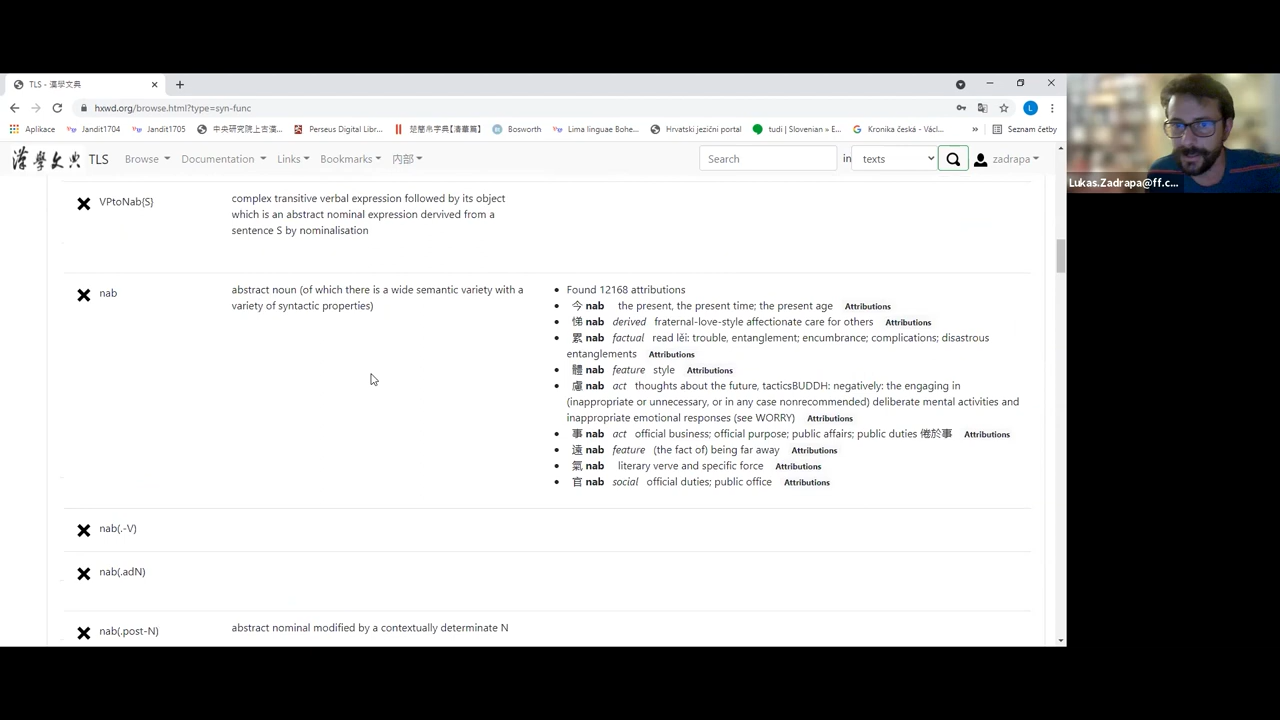 TLS - 漢學文典
hxwd.org/browse.html?type=syn-func
Aplikace Jandit1704 Jandit1705 中央研究院上古漢... Perseus Digital Libr... 楚簡帛字典【清華篇】 Bosworth Lima linguae Bohe... Hrvatski jezični portal tudi | Slovenian » E... Kronika česká - Václ... » Seznam četby
漢學文典 TLS Browse Documentation Links Bookmarks 内部 Search in texts zadrapa
Lukas.Zadrapa@ff.c...
VPtoNab(S)
complex transitive verbal expression followed by its object
which is an abstract nominal expression dervived from a
sentence S by nominalisation
nab
abstract noun (of which there is a wide semantic variety with a
variety of syntactic properties)
Found 12168 attributions
今 nab the present, the present time; the present age Attributions
悌 nab derived fraternal-love-style affectionate care for others Attributions
累 nab factual read lěi: trouble, entanglement; encumbrance; complications; disastrous
entanglements Attributions
體 nab feature style Attributions
慮 nab act thoughts about the future, tacticsBUDDH: negatively: the engaging in
(inappropriate or unnecessary, or in any case nonrecommended) deliberate mental activities and
inappropriate emotional responses (see WORRY) Attributions
事 nab act official business; official purpose; public affairs; public duties 倦於事 Attributions
遠 nab feature (the fact of) being far away Attributions
氣 nab literary verve and specific force Attributions
官 nab social official duties; public office Attributions
nab(.-V)
nab(.adN)
nab(.post-N)
abstract nominal modified by a contextually determinate N